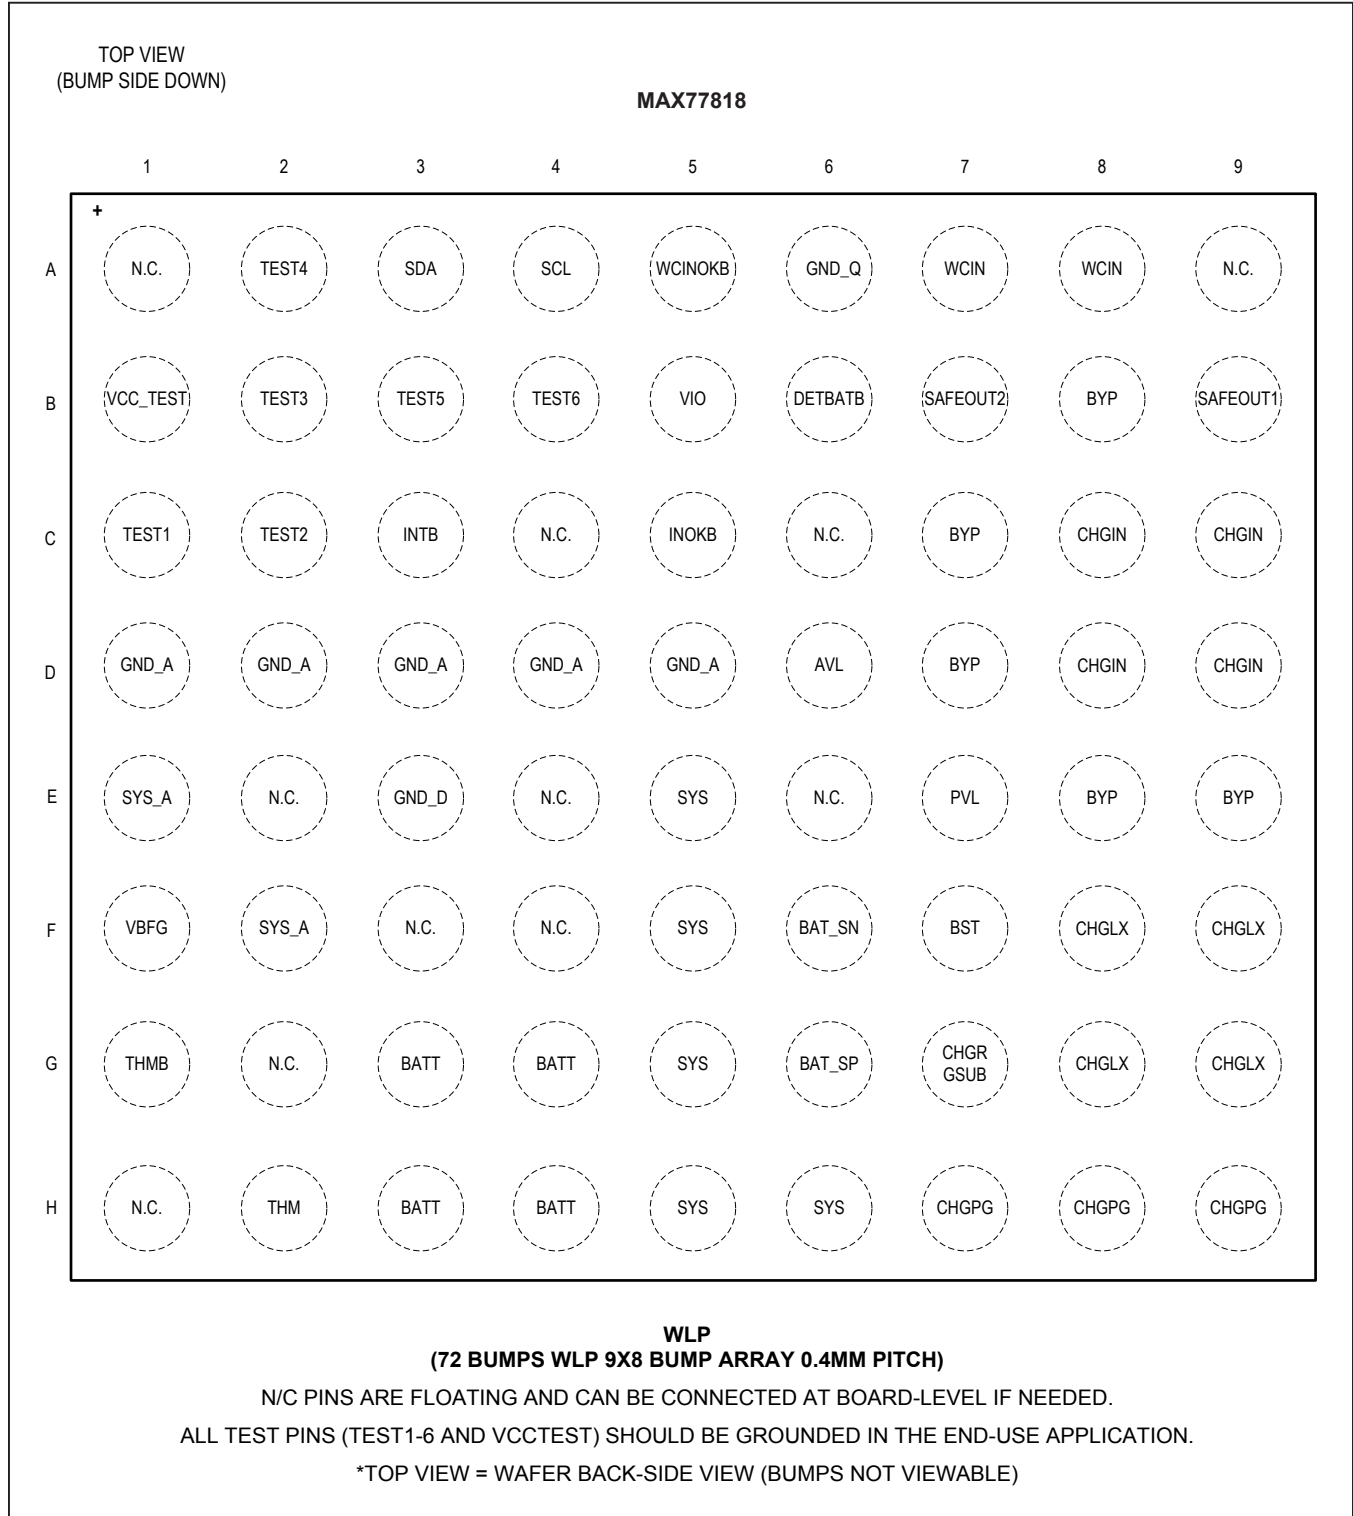 TOP VIEW
(BUMP SIDE DOWN)
MAX77818
1 2 3 4 5 6 7 8 9
+
A N.C. TEST4 SDA SCL WCINOKB GND_Q WCIN WCIN N.C.
B VCC_TEST TEST3 TEST5 TEST6 VIO DETBATB SAFEOUT2 BYP SAFEOUT1
C TEST1 TEST2 INTB N.C. INOKB N.C. BYP CHGIN CHGIN
D GND_A GND_A GND_A GND_A GND_A AVL BYP CHGIN CHGIN
E SYS_A N.C. GND_D N.C. SYS N.C. PVL BYP BYP
F VBFG SYS_A N.C. N.C. SYS BAT_SN BST CHGLX CHGLX
G THMB N.C. BATT BATT SYS BAT_SP CHGR GSUB CHGLX CHGLX
H N.C. THM BATT BATT SYS SYS CHGPG CHGPG CHGPG
WLP
(72 BUMPS WLP 9X8 BUMP ARRAY 0.4MM PITCH)
N/C PINS ARE FLOATING AND CAN BE CONNECTED AT BOARD-LEVEL IF NEEDED.
ALL TEST PINS (TEST1-6 AND VCCTEST) SHOULD BE GROUNDED IN THE END-USE APPLICATION.
*TOP VIEW = WAFER BACK-SIDE VIEW (BUMPS NOT VIEWABLE)